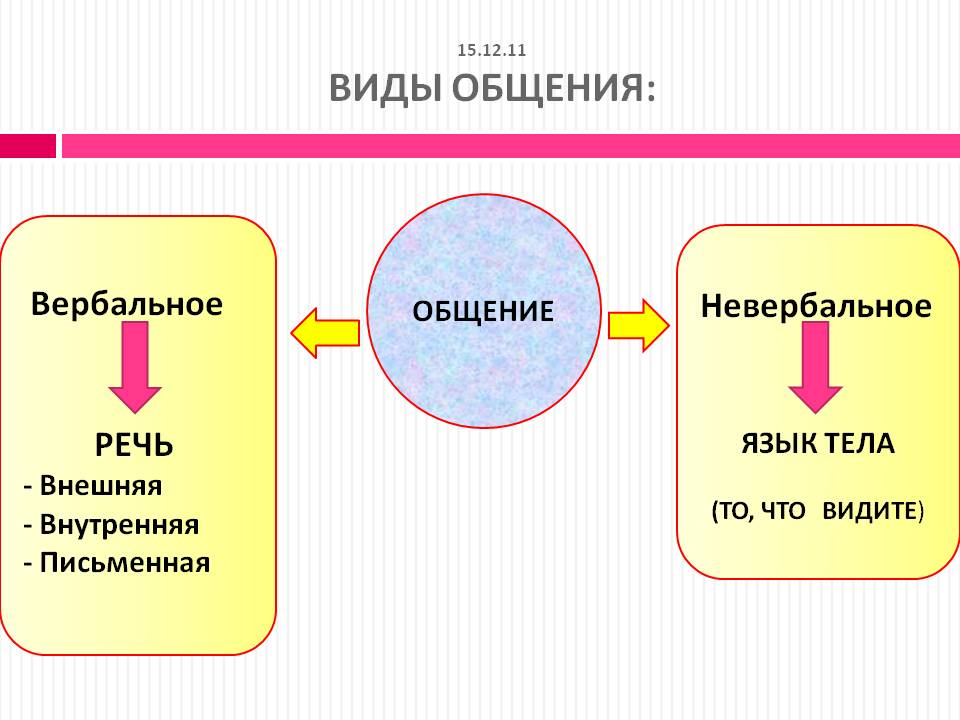 15.12.11
ВИДЫ ОБЩЕНИЯ:
Вербальное
РЕЧЬ
- Внешняя
- Внутренняя
- Письменная
ОБЩЕНИЕ
Невербальное
ЯЗЫК ТЕЛА
(ТО, ЧТО ВИДИТЕ)